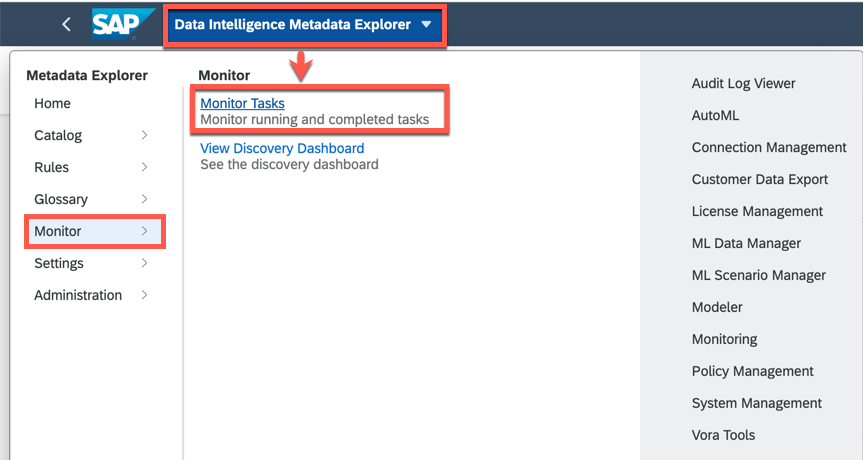 SAP Data Intelligence Metadata Explorer
Metadata Explorer
Home
Catalog
Rules
Glossary
Monitor
Settings
Administration
Monitor
Monitor Tasks
Monitor running and completed tasks
View Discovery Dashboard
See the discovery dashboard
Audit Log Viewer
AutoML
Connection Management
Customer Data Export
License Management
ML Data Manager
ML Scenario Manager
Modeler
Monitoring
Policy Management
System Management
Vora Tools